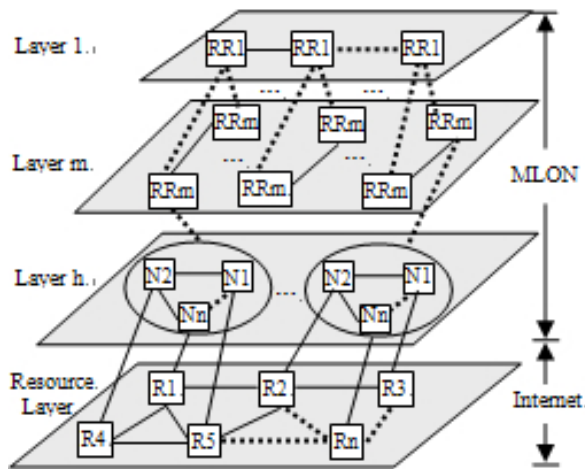 Layer 1.
RR1 RR1 RR1
... ...
RRm RRm RRm
Layer m.
... ...
RRm RRm. RRm
MLON
Layer h.
N2 N1 ... N2 N1
Nn Nn
Resource.
Layer
R1 R2. R3.
R4 R5 Rn
Internet.